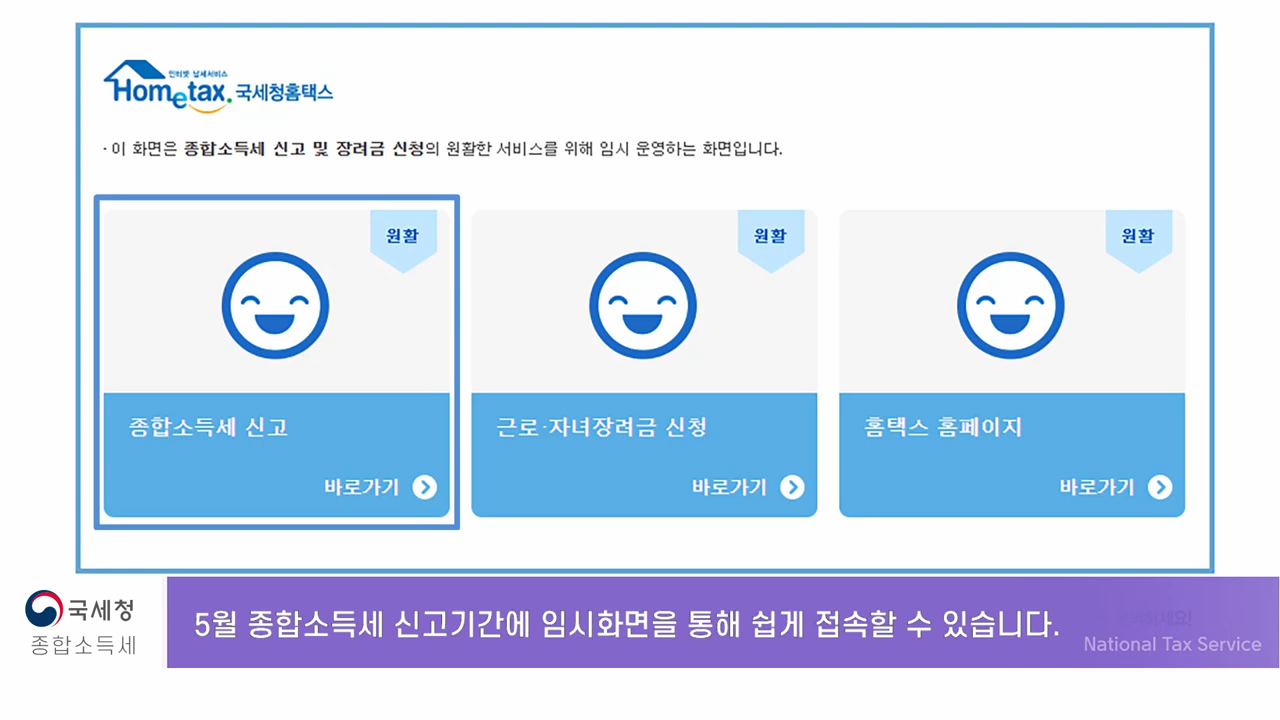 인터넷 납세서비스
Hometax. 국세청홈택스
· 이 화면은 종합소득세 신고 및 장려금 신청의 원활한 서비스를 위해 임시 운영하는 화면입니다.
원활
종합소득세 신고
바로가기
원활
근로·자녀장려금 신청
바로가기
원활
홈택스 홈페이지
바로가기
국세청
종합소득세
5월 종합소득세 신고기간에 임시화면을 통해 쉽게 접속할 수 있습니다.
National Tax Service